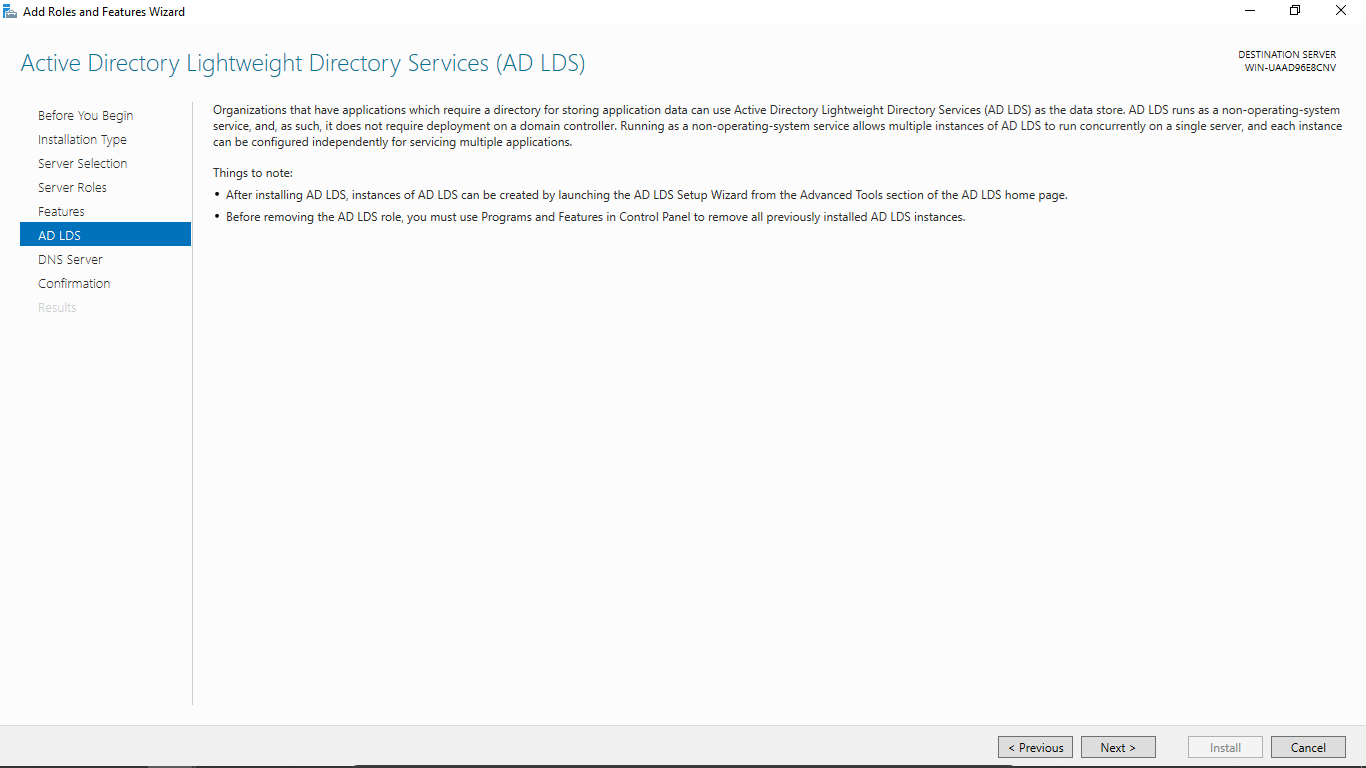 Add Roles and Features Wizard
Active Directory Lightweight Directory Services (AD LDS)
DESTINATION SERVER
WIN-UAAD96E8CNV
Before You Begin
Installation Type
Server Selection
Server Roles
Features
AD LDS
DNS Server
Confirmation
Results
Organizations that have applications which require a directory for storing application data can use Active Directory Lightweight Directory Services (AD LDS) as the data store. AD LDS runs as a non-operating-system
service, and, as such, it does not require deployment on a domain controller. Running as a non-operating-system service allows multiple instances of AD LDS to run concurrently on a single server, and each instance
can be configured independently for servicing multiple applications.
Things to note:
• After installing AD LDS, instances of AD LDS can be created by launching the AD LDS Setup Wizard from the Advanced Tools section of the AD LDS home page.
• Before removing the AD LDS role, you must use Programs and Features in Control Panel to remove all previously installed AD LDS instances.
< Previous
Next >
Install
Cancel